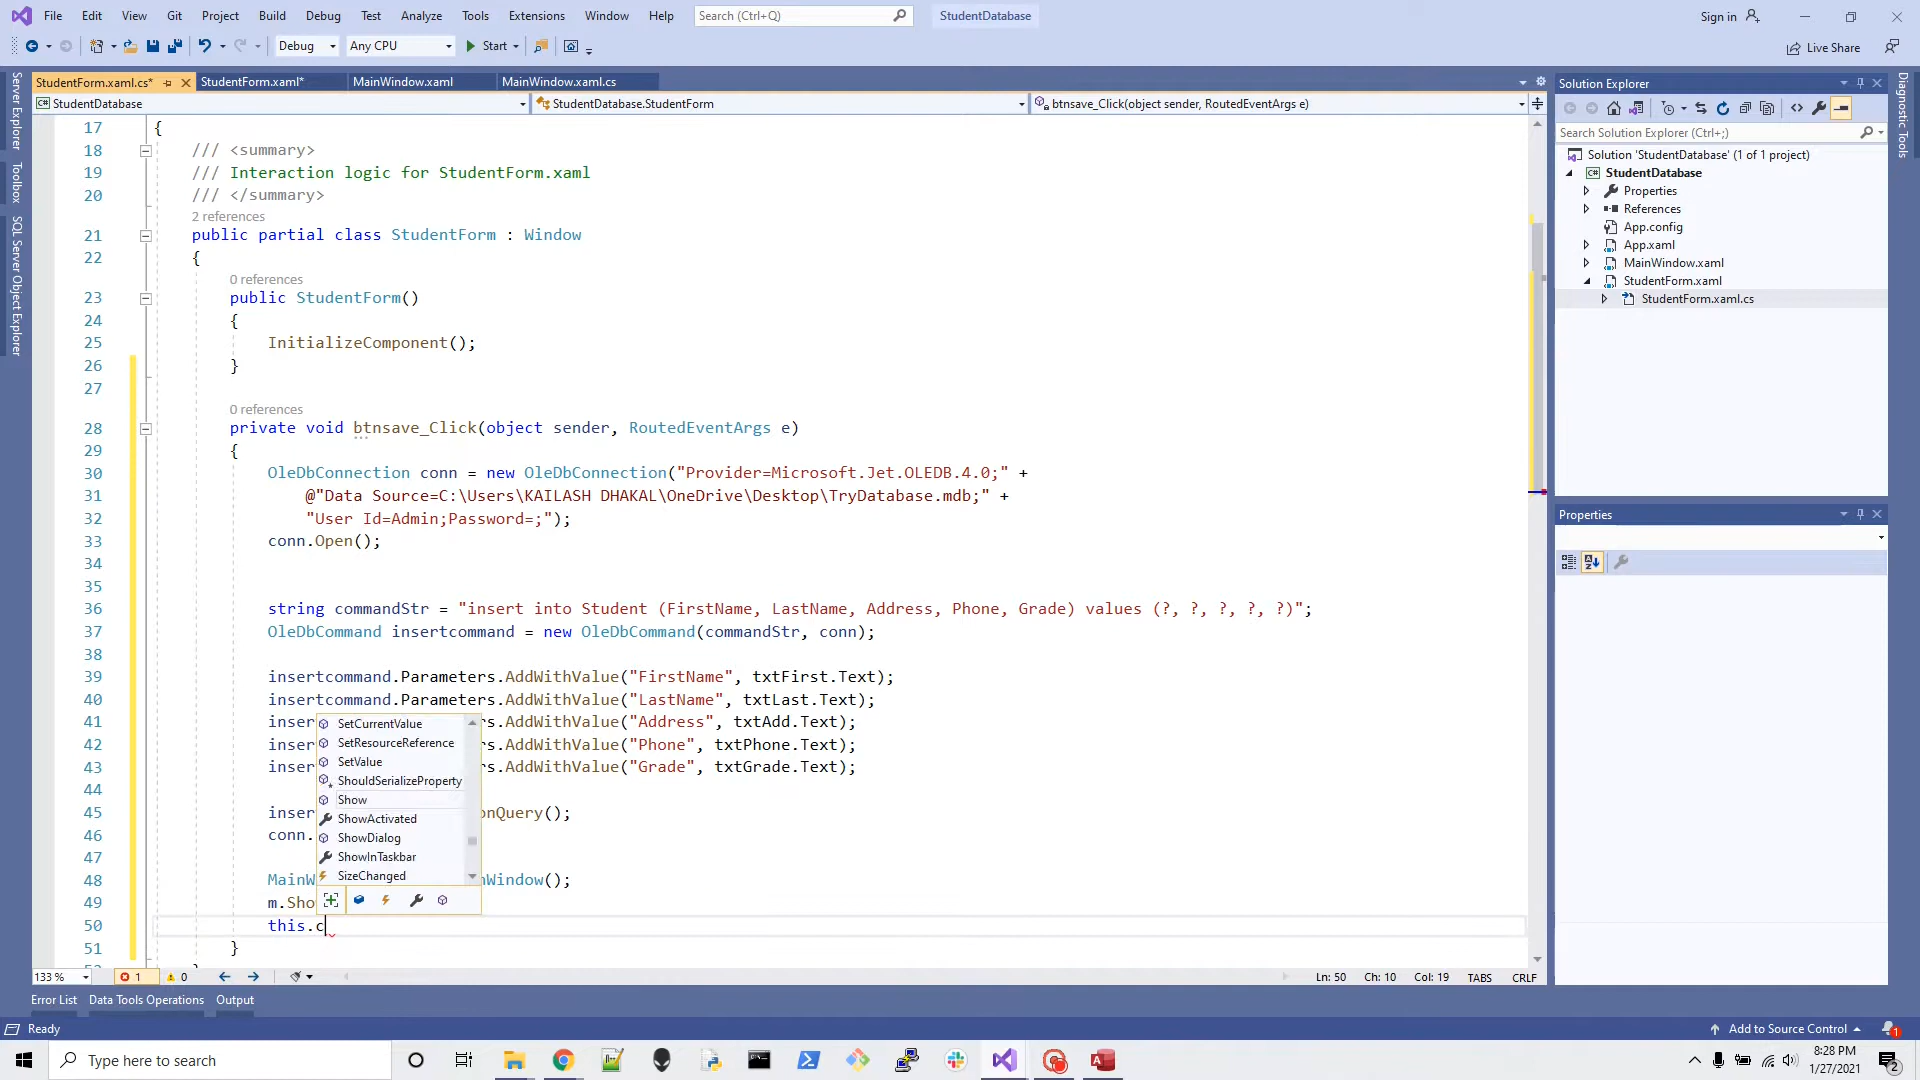 File Edit View Git Project Build Debug Test Analyze Tools Extensions Window Help Search (Ctrl+Q) StudentDatabase Sign in
Debug Any CPU Start Live Share
StudentForm.xaml.cs* StudentForm.xaml* MainWindow.xaml MainWindow.xaml.cs
StudentDatabase StudentDatabase.StudentForm btnsave_Click(object sender, RoutedEventArgs e)
Server Explorer
Toolbox
SQL Server Object Explorer
17 {
18 /// <summary>
19 /// Interaction logic for StudentForm.xaml
20 /// </summary>
2 references
21 public partial class StudentForm : Window
22 {
0 references
23 public StudentForm()
24 {
25 InitializeComponent();
26 }
27
0 references
28 private void btnsave_Click(object sender, RoutedEventArgs e)
29 {
30 OleDbConnection conn = new OleDbConnection("Provider=Microsoft.Jet.OLEDB.4.0;" +
31 @"Data Source=C:\Users\KAILASH DHAKAL\OneDrive\Desktop\TryDatabase.mdb;" +
32 "User Id=Admin;Password=;");
33 conn.Open();
34
35
36 string commandStr = "insert into Student (FirstName, LastName, Address, Phone, Grade) values (?, ?, ?, ?, ?)";
37 OleDbCommand insertcommand = new OleDbCommand(commandStr, conn);
38
39 insertcommand.Parameters.AddWithValue("FirstName", txtFirst.Text);
40 insertcommand.Parameters.AddWithValue("LastName", txtLast.Text);
41 inser rs.AddWithValue("Address", txtAdd.Text);
42 inser rs.AddWithValue("Phone", txtPhone.Text);
43 inser rs.AddWithValue("Grade", txtGrade.Text);
44
45 inser onQuery();
46 conn.
47
48 MainW nWindow();
49 m.Sho
50 this.c
51 }
SetCurrentValue
SetResourceReference
SetValue
ShouldSerializeProperty
Show
ShowActivated
ShowDialog
ShowInTaskbar
SizeChanged
133 % 1 0 Ln: 50 Ch: 10 Col: 19 TABS CRLF
Error List Data Tools Operations Output
Solution Explorer
Search Solution Explorer (Ctrl+;)
Solution 'StudentDatabase' (1 of 1 project)
StudentDatabase
Properties
References
App.config
App.xaml
MainWindow.xaml
StudentForm.xaml
StudentForm.xaml.cs
Properties
Diagnostic Tools
Ready Add to Source Control 1
Type here to search 8:28 PM
1/27/2021 2